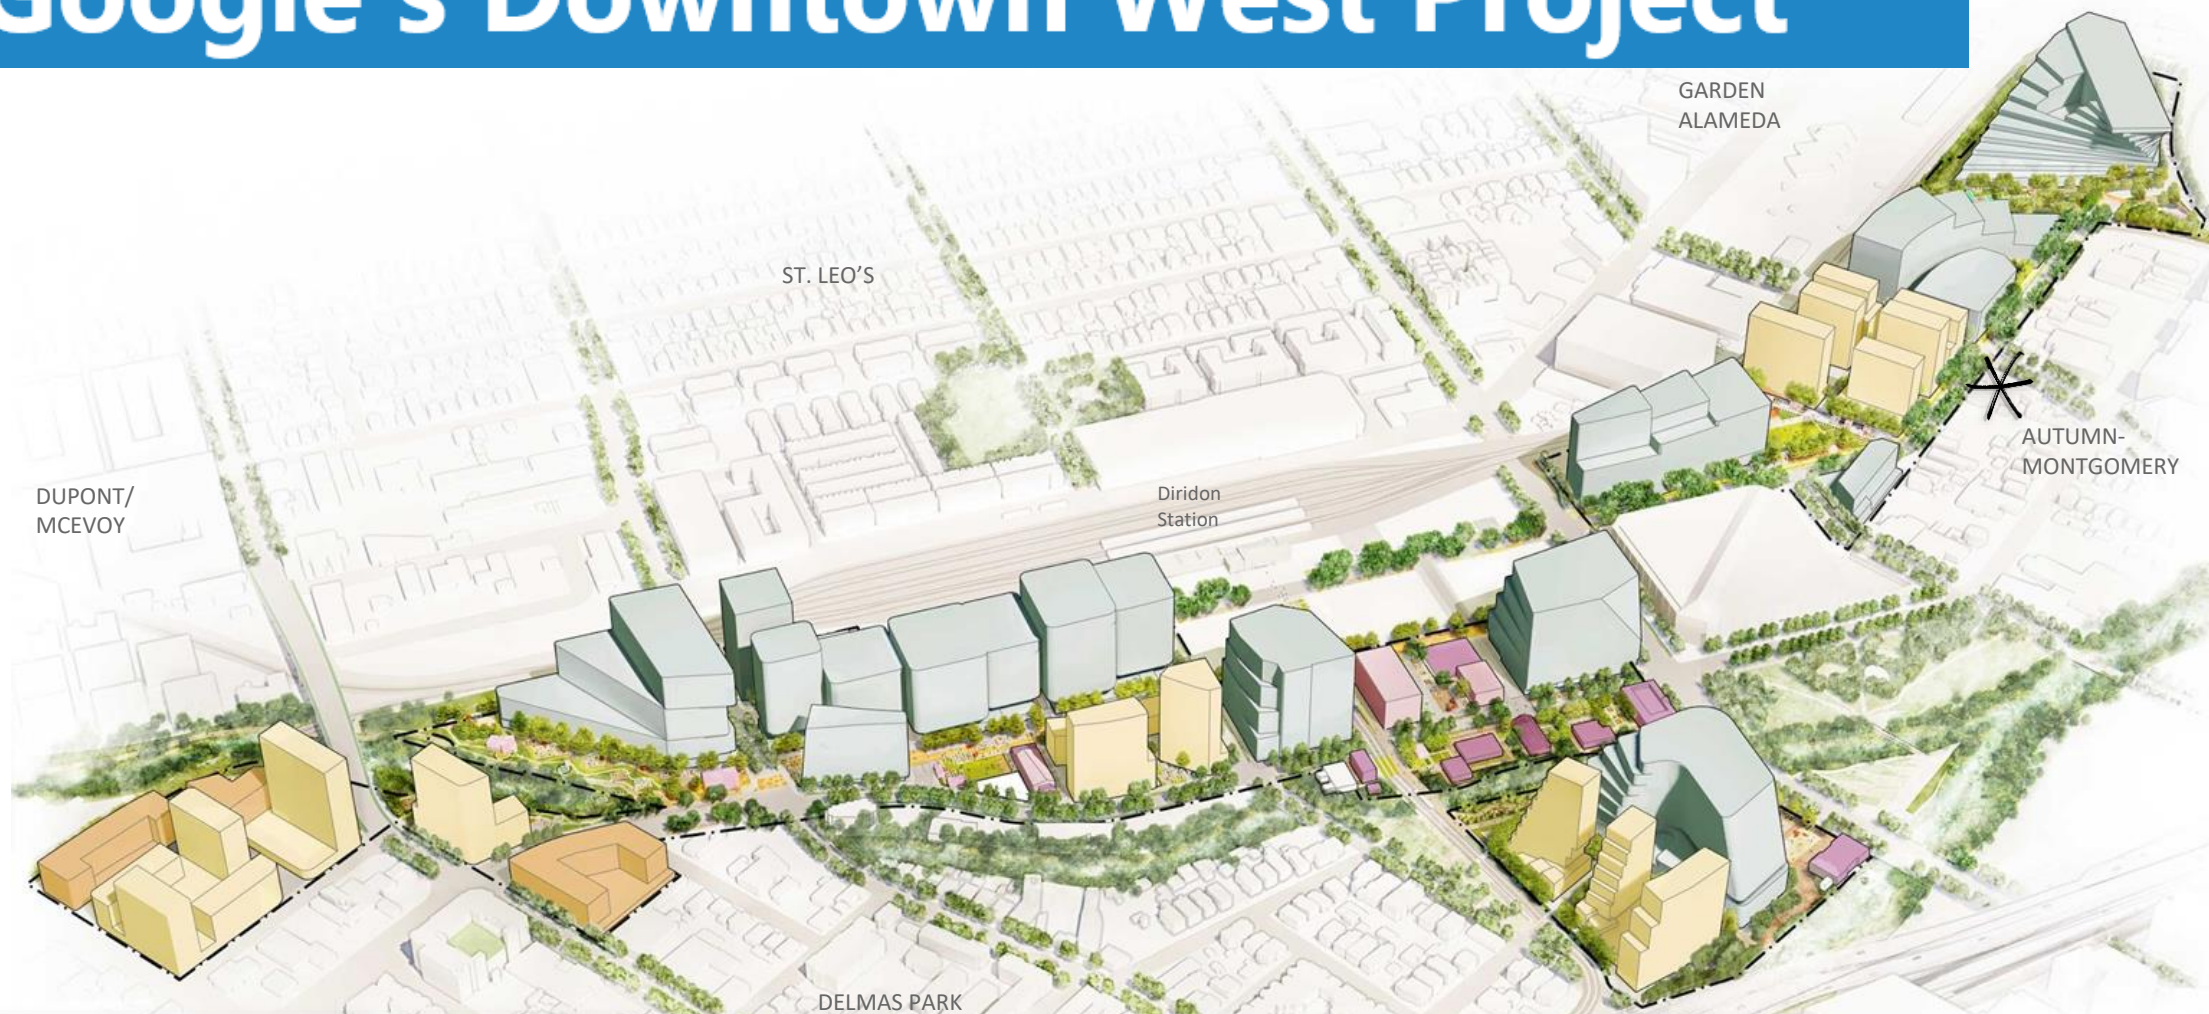 Google's Downtown West Project
GARDEN
ALAMEDA
ST. LEO'S
AUTUMN-
MONTGOMERY
DUPONT/
MCEVOY
Diridon
Station
DELMAS PARK